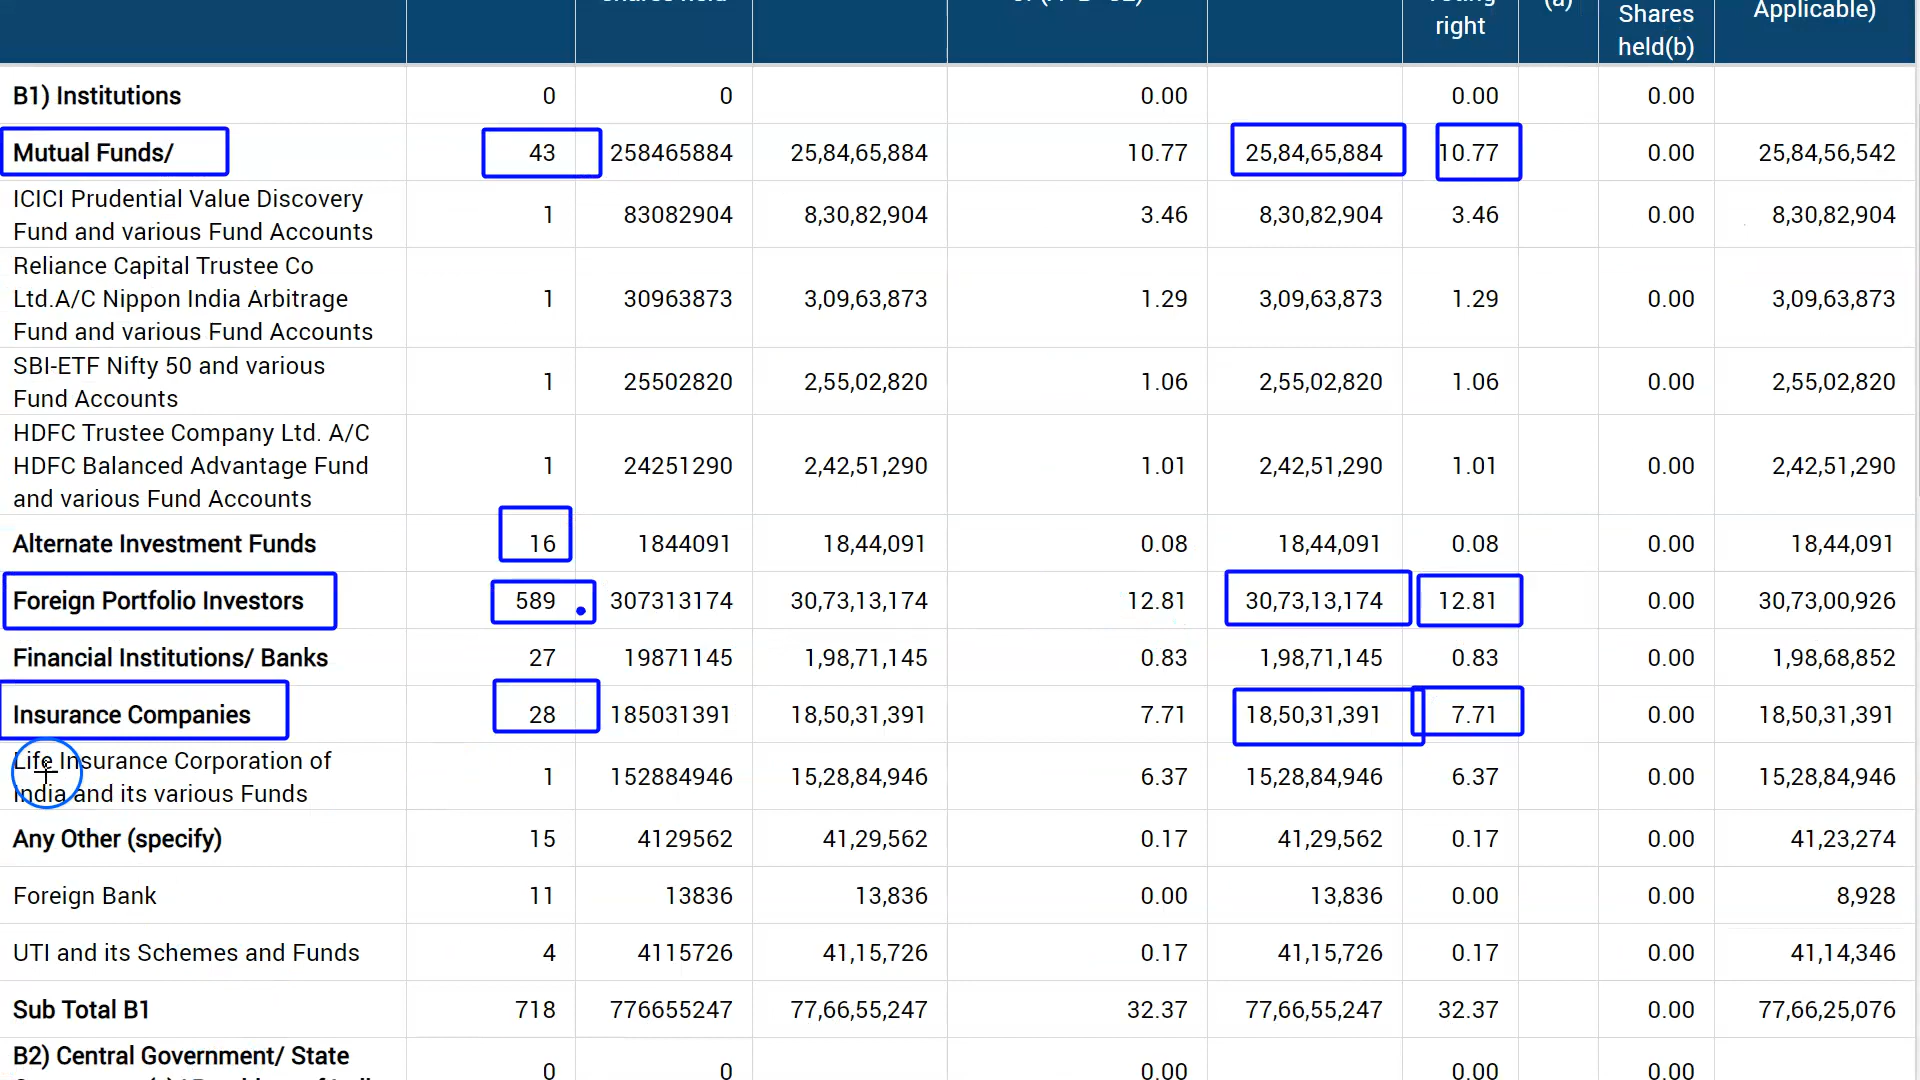 right
Shares
held(b)
Applicable)
B1) Institutions 0 0 0.00 0.00 0.00
Mutual Funds/ 43 258465884 25,84,65,884 10.77 25,84,65,884 10.77 0.00 25,84,56,542
ICICI Prudential Value Discovery
Fund and various Fund Accounts 1 83082904 8,30,82,904 3.46 8,30,82,904 3.46 0.00 8,30,82,904
Reliance Capital Trustee Co
Ltd.A/C Nippon India Arbitrage 1 30963873 3,09,63,873 1.29 3,09,63,873 1.29 0.00 3,09,63,873
Fund and various Fund Accounts
SBI-ETF Nifty 50 and various
Fund Accounts 1 25502820 2,55,02,820 1.06 2,55,02,820 1.06 0.00 2,55,02,820
HDFC Trustee Company Ltd. A/C
HDFC Balanced Advantage Fund 1 24251290 2,42,51,290 1.01 2,42,51,290 1.01 0.00 2,42,51,290
and various Fund Accounts
Alternate Investment Funds 16 1844091 18,44,091 0.08 18,44,091 0.08 0.00 18,44,091
Foreign Portfolio Investors 589 307313174 30,73,13,174 12.81 30,73,13,174 12.81 0.00 30,73,00,926
Financial Institutions/ Banks 27 19871145 1,98,71,145 0.83 1,98,71,145 0.83 0.00 1,98,68,852
Insurance Companies 28 185031391 18,50,31,391 7.71 18,50,31,391 7.71 0.00 18,50,31,391
Life Insurance Corporation of
India and its various Funds 1 152884946 15,28,84,946 6.37 15,28,84,946 6.37 0.00 15,28,84,946
Any Other (specify) 15 4129562 41,29,562 0.17 41,29,562 0.17 0.00 41,23,274
Foreign Bank 11 13836 13,836 0.00 13,836 0.00 0.00 8,928
UTI and its Schemes and Funds 4 4115726 41,15,726 0.17 41,15,726 0.17 0.00 41,14,346
Sub Total B1 718 776655247 77,66,55,247 32.37 77,66,55,247 32.37 0.00 77,66,25,076
B2) Central Government/ State
0 0 0.00 0.00 0.00